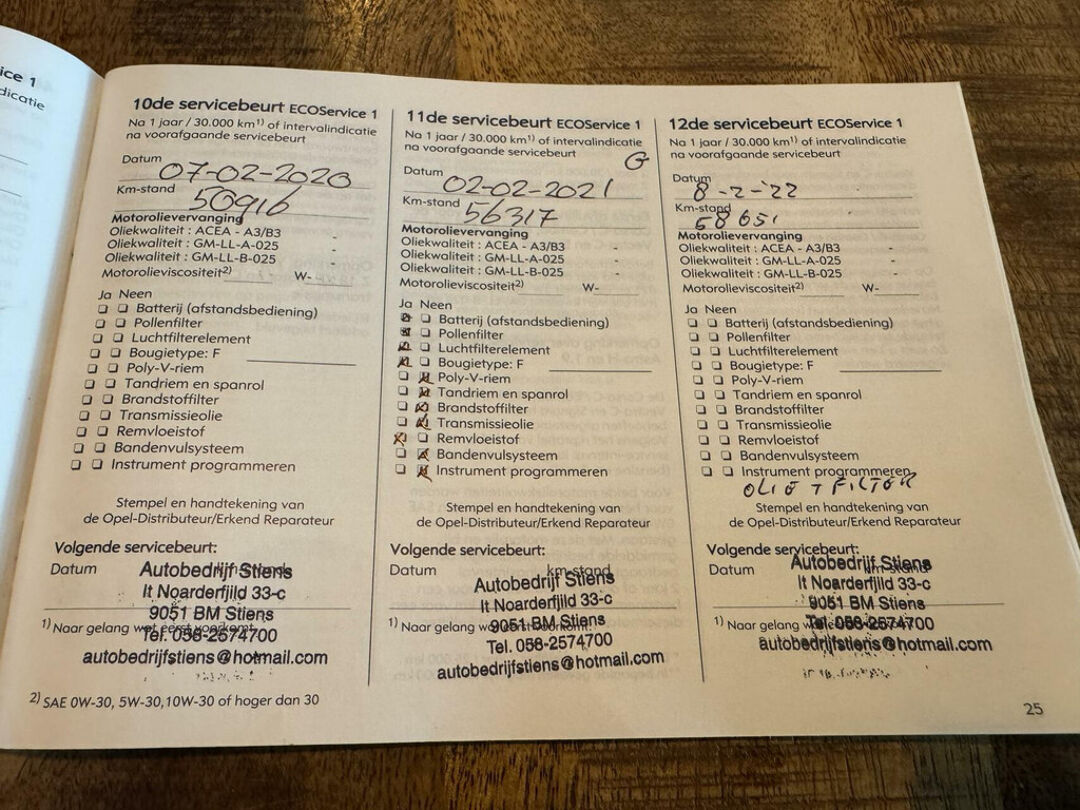 ice 1
dicatie
10de servicebeurt ECOService 1
Na 1 jaar / 30.000 km1) of intervalindicatie
na voorafgaande servicebeurt
Datum 07-02-2020
Km-stand 50916
Motorolievervanging
Oliekwaliteit : ACEA - A3/B3 -
Oliekwaliteit : GM-LL-A-025 -
Oliekwaliteit : GM-LL-B-025 -
Motorolieviscositeit2) W-
Ja Neen
Batterij (afstandsbediening)
Pollenfilter
Luchtfilterelement
Bougietype: F
Poly-V-riem
Tandriem en spanrol
Brandstoffilter
Transmissieolie
Remvloeistof
Bandenvulsysteem
Instrument programmeren
Stempel en handtekening van
de Opel-Distributeur/Erkend Reparateur
Volgende servicebeurt:
Datum
Autobedrijf Stiens
It Noarderfjild 33-c
9051 BM Stiens
1) Naar gelang wat eerst voorkomt
Tel. 058-2574700
autobedrijfstiens@hotmail.com
2) SAE 0W-30, 5W-30,10W-30 of hoger dan 30
11de servicebeurt ECOService 1
Na 1 jaar / 30.000 km1) of intervalindicatie
na voorafgaande servicebeurt
G
Datum 02-02-2021
Km-stand 56317
Motorolievervanging
Oliekwaliteit : ACEA - A3/B3 -
Oliekwaliteit : GM-LL-A-025 -
Oliekwaliteit : GM-LL-B-025 -
Motorolieviscositeit2) W-
Ja Neen
Batterij (afstandsbediening)
Pollenfilter
Luchtfilterelement
Bougietype: F
Poly-V-riem
Tandriem en spanrol
Brandstoffilter
Transmissieolie
Remvloeistof
Bandenvulsysteem
Instrument programmeren
Stempel en handtekening van
de Opel-Distributeur/Erkend Reparateur
Volgende servicebeurt:
Datum km-stand
Autobedrijf Stiens
It Noarderfjild 33-c
9051 BM Stiens
1) Naar gelang
Tel. 058-2574700
autobedrijfstiens@hotmail.com
12de servicebeurt ECOService 1
Na 1 jaar / 30.000 km1) of intervalindicatie
na voorafgaande servicebeurt
Datum 8-2-'22
Km-stand 58651
Motorolievervanging
Oliekwaliteit : ACEA - A3/B3 -
Oliekwaliteit : GM-LL-A-025 -
Oliekwaliteit : GM-LL-B-025 -
Motorolieviscositeit2) W-
Ja Neen
Batterij (afstandsbediening)
Pollenfilter
Luchtfilterelement
Bougietype: F
Poly-V-riem
Tandriem en spanrol
Brandstoffilter
Transmissieolie
Remvloeistof
Bandenvulsysteem
Instrument programmeren
OLIE + FILTER
Stempel en handtekening van
de Opel-Distributeur/Erkend Reparateur
Volgende servicebeurt:
Datum
Autobedrijf Stiens
It Noarderfjild 33-c
9051 BM Stiens
1) Naar gelang
Tel. 058-2574700
autobedrijfstiens@hotmail.com
25